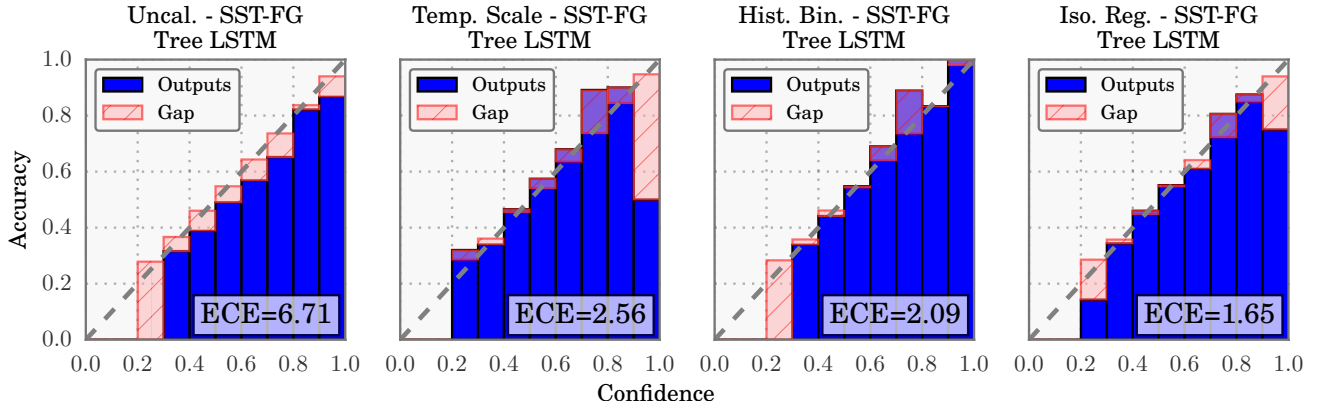 Uncal. - SST-FG
Tree LSTM
Temp. Scale - SST-FG
Tree LSTM
Hist. Bin. - SST-FG
Tree LSTM
Iso. Reg. - SST-FG
Tree LSTM
Accuracy
1.0
0.8
0.6
0.4
0.2
0.0
Outputs
Gap
ECE=6.71
0.0 0.2 0.4 0.6 0.8 1.0
Outputs
Gap
ECE=2.56
0.0 0.2 0.4 0.6 0.8 1.0
Outputs
Gap
ECE=2.09
0.0 0.2 0.4 0.6 0.8 1.0
Outputs
Gap
ECE=1.65
0.0 0.2 0.4 0.6 0.8 1.0
Confidence